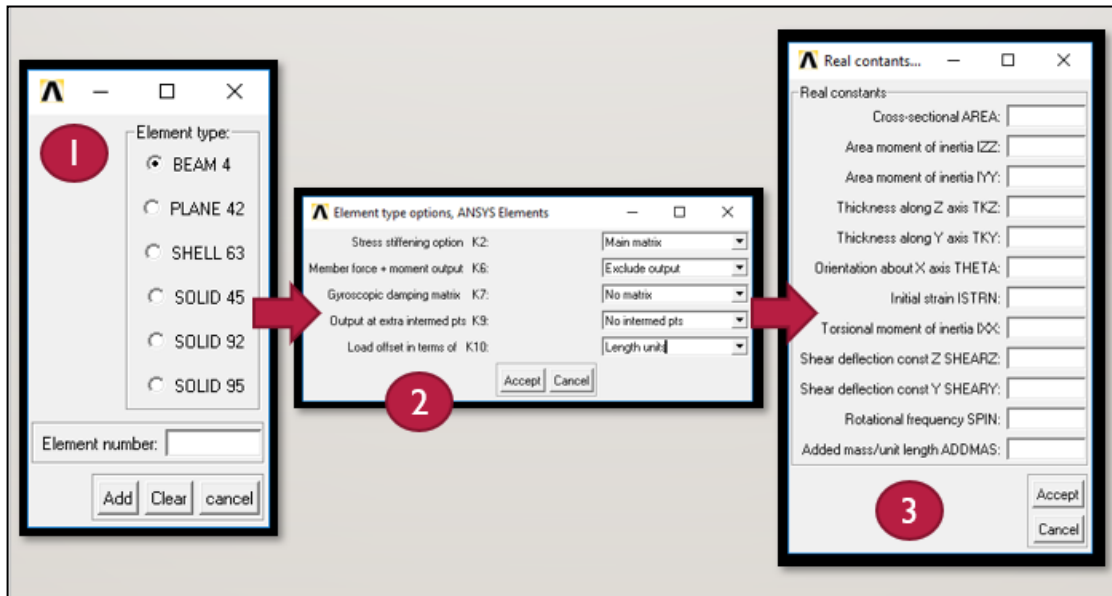 1
Element type:
BEAM 4
PLANE 42
SHELL 63
SOLID 45
SOLID 92
SOLID 95
Element number:
Add Clear cancel
Element type options, ANSYS Elements
Stress stiffening option K2: Main matrix
Member force + moment output K6: Exclude output
Gyroscopic damping matrix K7: No matrix
Output at extra intermed pts K9: No intermed pts
Load offset in terms of K10: Length units
Accept Cancel
2
Real contants...
Real constants
Cross-sectional AREA:
Area moment of inertia IZZ:
Area moment of inertia IYY:
Thickness along Z axis TKZ:
Thickness along Y axis TKY:
Orientation about X axis THETA:
Initial strain ISTRN:
Torsional moment of inertia IXX:
Shear deflection const Z SHEARZ:
Shear deflection const Y SHEARY:
Rotational frequency SPIN:
Added mass/unit length ADDMAS:
3
Accept
Cancel